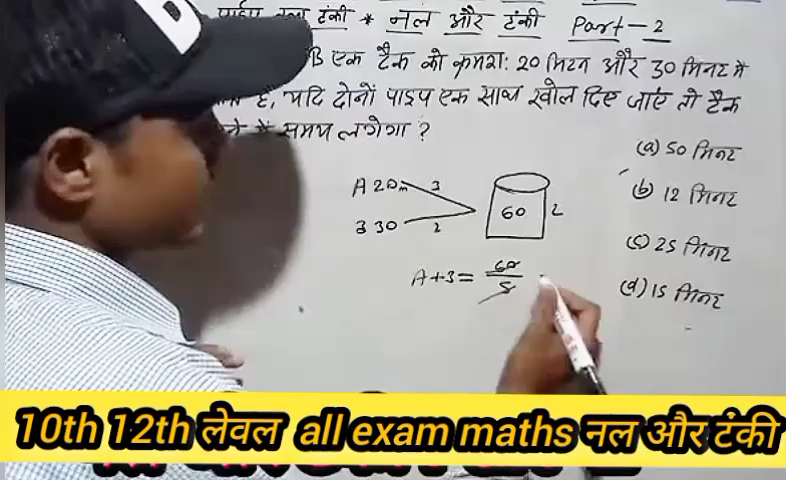 टंकी * नल और टंकी Part-2
B एक टैंक को क्रमश: 20 मिनट और 30 मिनट में
है, यदि दोनों पाइप एक साथ खोल दिए जाएं तो टैंक
में समय लगेगा ?
(a) 50 मिनट
(b) 12 मिनट
(c) 25 मिनट
(d) 15 मिनट
A 20m 3
B 30 2
60 L
A+B = 60/5
10th 12th लेवल all exam maths नल और टंकी